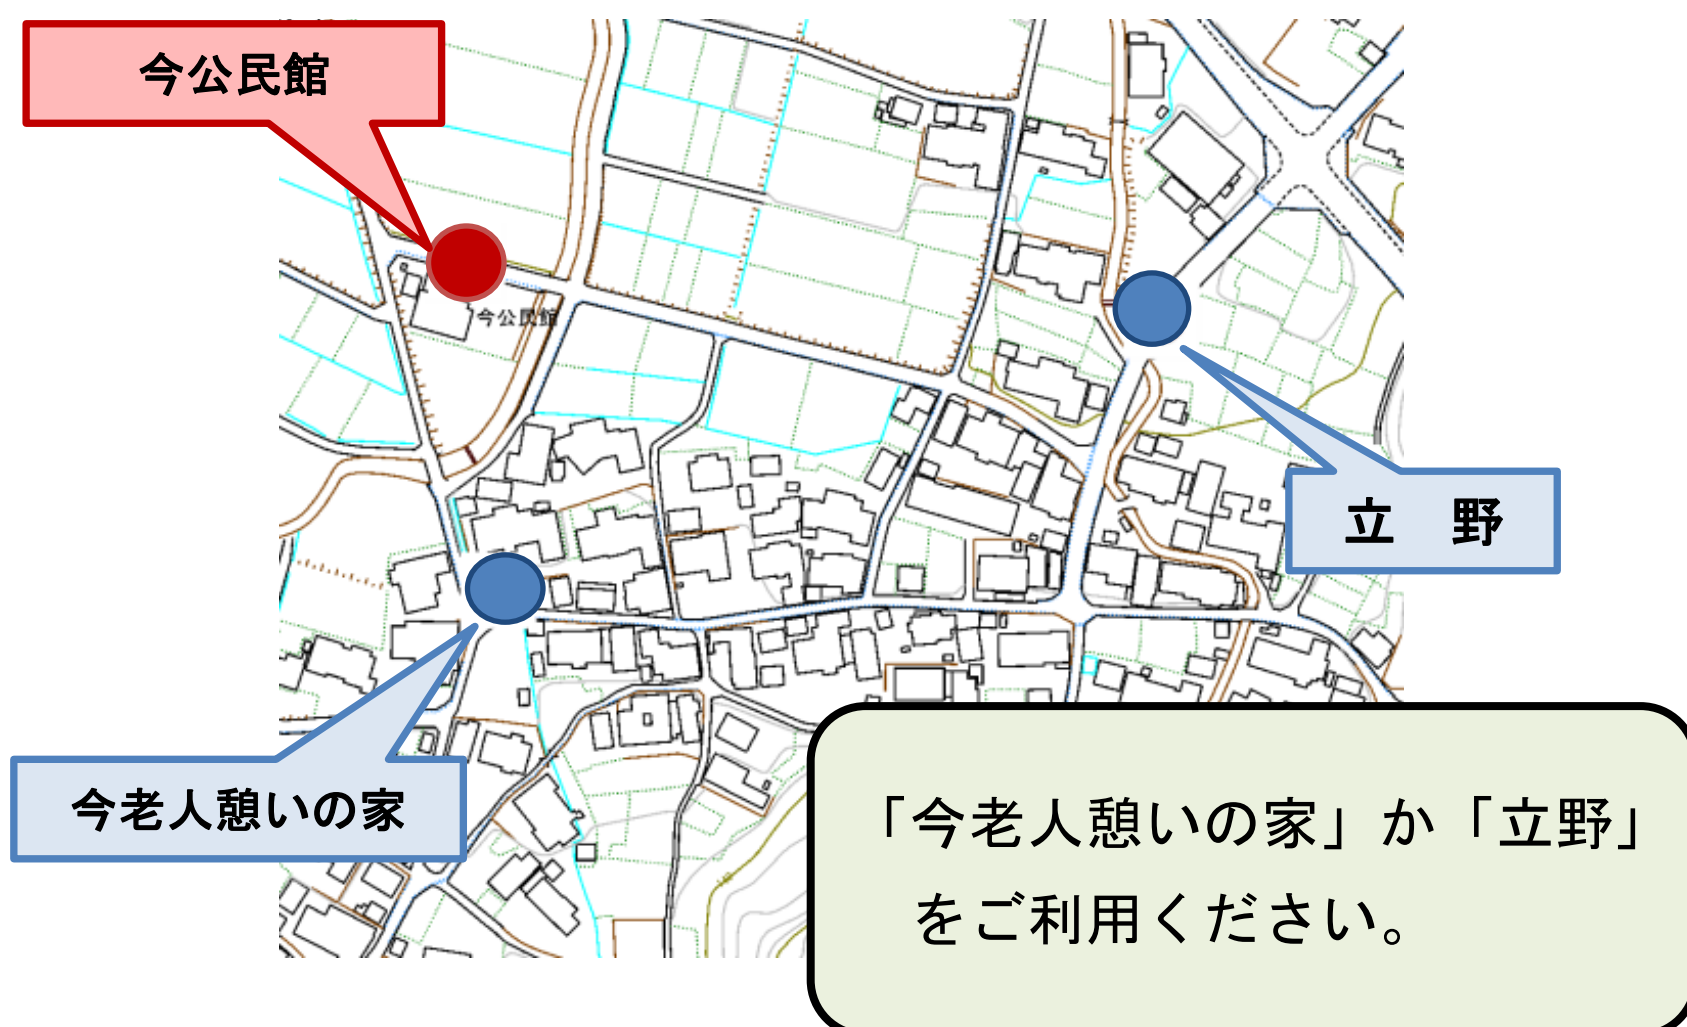 今公民館
今公民館
立　野
今老人憩いの家
「今老人憩いの家」か「立野」
をご利用ください。